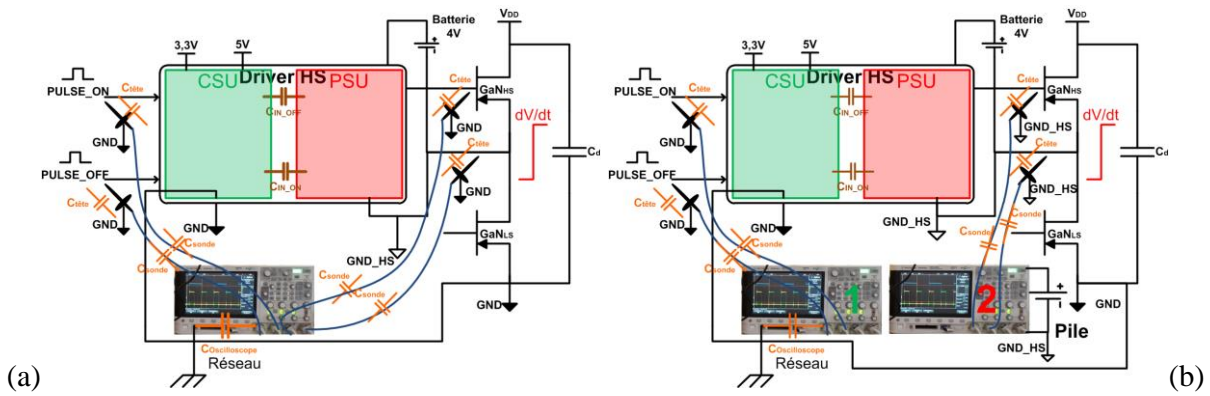 Batterie
4V
VDD
3,3V
5V
CSU
Driver HS
PSU
PULSE_ON
Ctête
GND
CIN_OFF
Ctête
GaNHS
GND
dV/dt
Ctête
Cd
PULSE_OFF
CIN_ON
GND
Ctête
GND
GND
Csonde
Csonde
GND_HS
GaNLS
Csonde
Csonde
GND
COscilloscope
Réseau
(a)
Batterie
4V
VDD
3,3V
5V
CSU
Driver HS
PSU
PULSE_ON
Ctête
GND
CIN_OFF
Ctête
GaNHS
GND_HS
dV/dt
Ctête
Cd
PULSE_OFF
CIN_ON
GND_HS
Ctête
GND
GND
GND_HS
Csonde
Csonde
GaNLS
Csonde
Csonde
1
2
GND
Pile
GND_HS
COscilloscope
Réseau
(b)